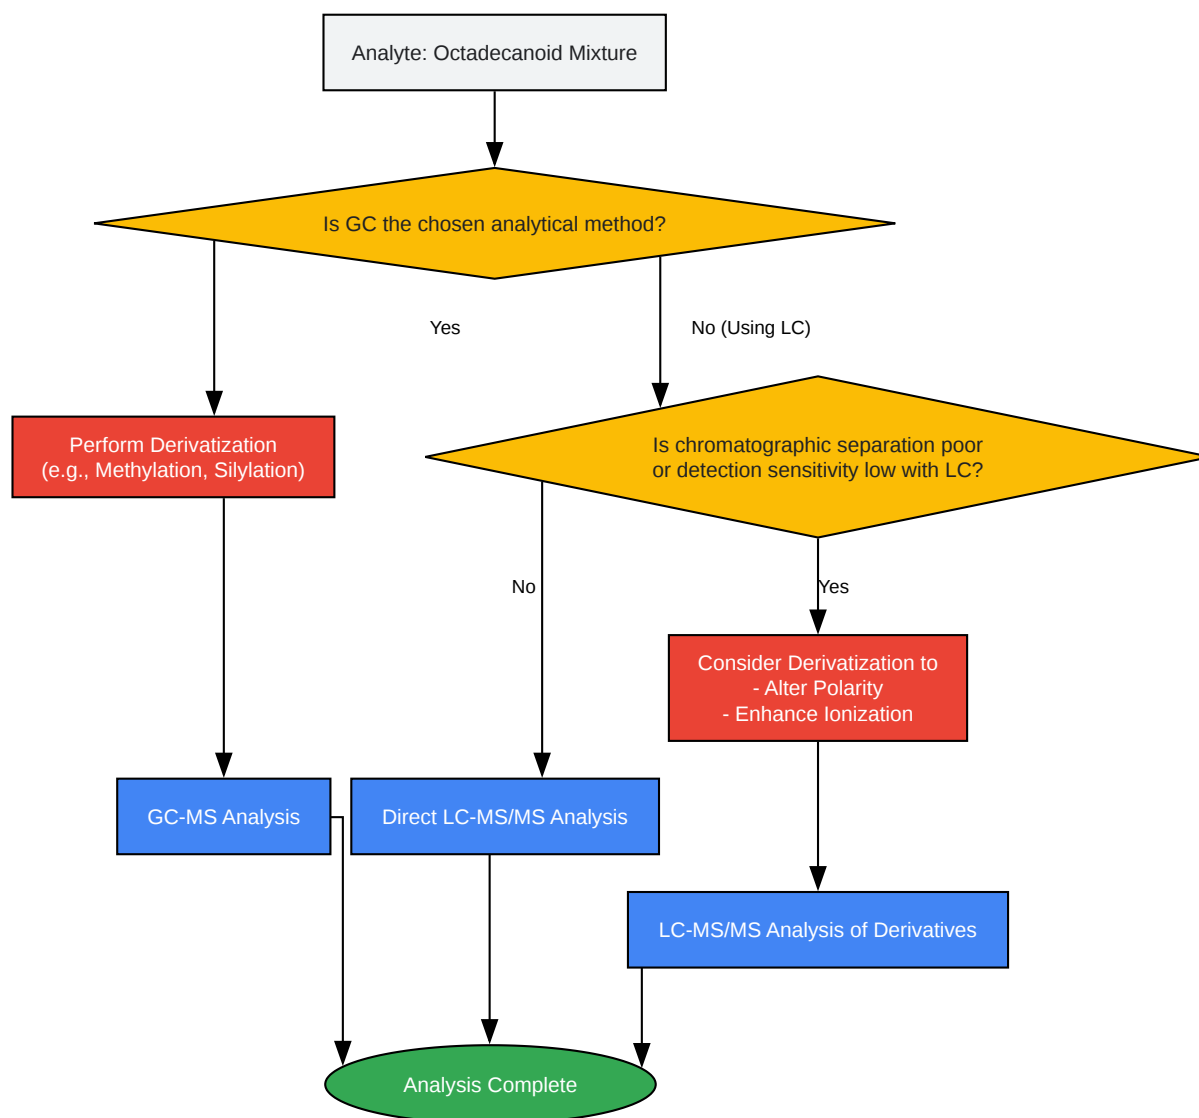 Analyte: Octadecanoid Mixture
Is GC the chosen analytical method?
Yes
No (Using LC)
Perform Derivatization
(e.g., Methylation, Silylation)
Is chromatographic separation poor
or detection sensitivity low with LC?
No
Yes
Consider Derivatization to
- Alter Polarity
- Enhance Ionization
GC-MS Analysis
Direct LC-MS/MS Analysis
LC-MS/MS Analysis of Derivatives
Analysis Complete